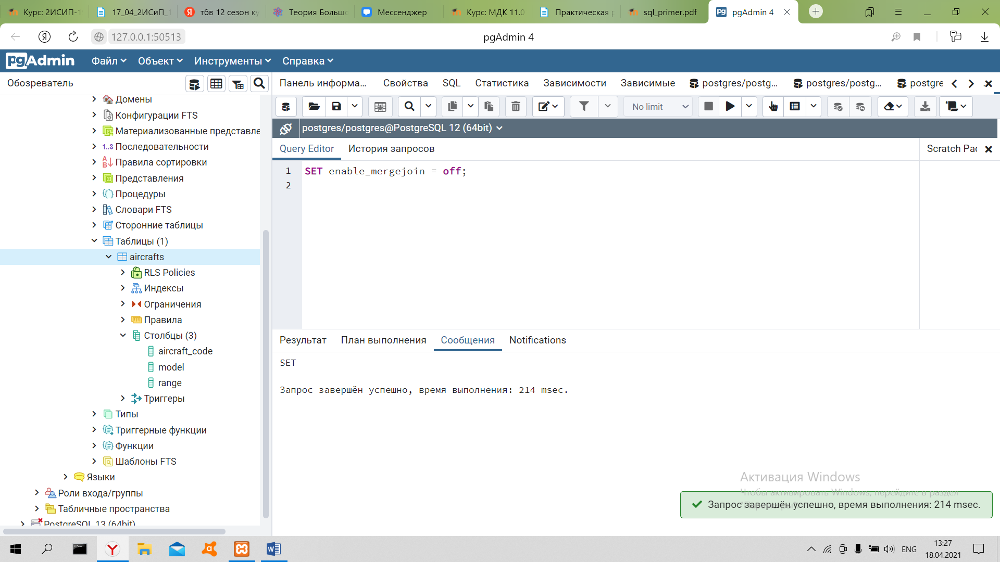 Курс: 2ИСИП-1
17_04_2ИСиП_1
тбв 12 сезон ку
Теория Большо
Мессенджер
Курс: МДК 11.0
Практическая р
sql_primer.pdf
pgAdmin 4
127.0.0.1:50513
pgAdmin 4
pgAdmin
Файл
Объект
Инструменты
Справка
Обозреватель
Панель информа...
Свойства
SQL
Статистика
Зависимости
Зависимые
postgres/postg...
postgres/postg...
postgre
No limit
postgres/postgres@PostgreSQL 12 (64bit)
Query Editor
История запросов
Scratch Pad
1 SET enable_mergejoin = off;
2
Домены
Конфигурации FTS
Материализованные представле
1..3 Последовательности
Правила сортировки
Представления
Процедуры
Словари FTS
Сторонние таблицы
Таблицы (1)
aircrafts
RLS Policies
Индексы
Ограничения
Правила
Столбцы (3)
aircraft_code
model
range
Триггеры
Типы
Триггерные функции
Функции
Шаблоны FTS
Языки
Роли входа/группы
Табличные пространства
PostgreSQL 13 (64bit)
Результат
План выполнения
Сообщения
Notifications
SET
Запрос завершён успешно, время выполнения: 214 msec.
Активация Windows
Чтобы активировать Windows, перейдите в раздел
"Параметры".
Запрос завершён успешно, время выполнения: 214 msec.
ENG
13:27
18.04.2021